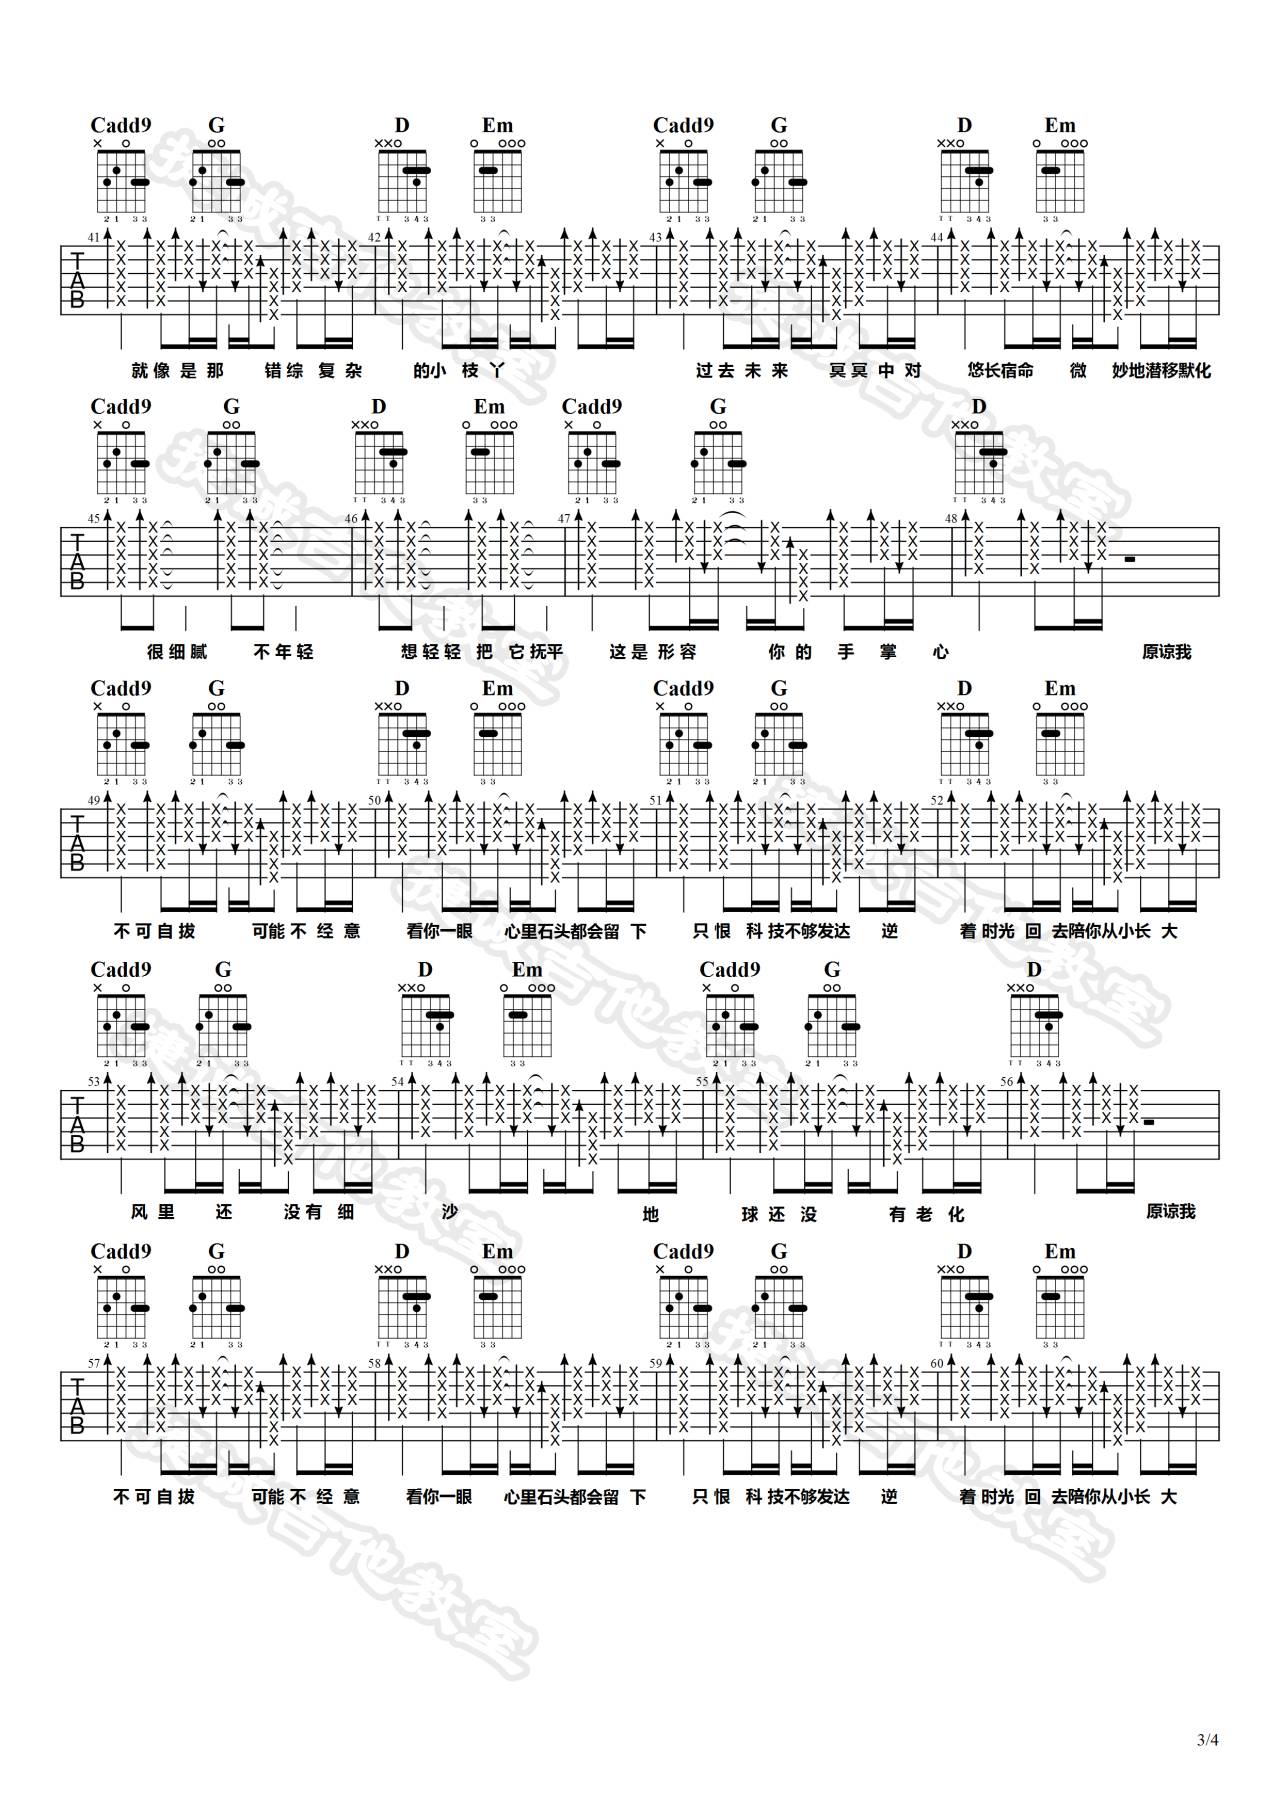 Cadd9 G D Em Cadd9 G D Em
41 42 43 44
就像是那 错综复杂 的小枝丫 过去未来 冥冥中对 悠长宿命 微 妙地潜移默化
Cadd9 G D Em Cadd9 G D
45 46 47 48
很细腻 不年轻 想轻轻把它抚平 这是形容 你的手掌心 原谅我
Cadd9 G D Em Cadd9 G D Em
49 50 51 52
不可自拔 可能不经意 看你一眼 心里石头都会留下 只恨科技不够发达 逆 着时光回去陪你从小长大
Cadd9 G D Em Cadd9 G D
53 54 55 56
风里还 没有细 沙 地 球还没 有老化 原谅我
Cadd9 G D Em Cadd9 G D Em
57 58 59 60
不可自拔 可能不经意 看你一眼 心里石头都会留下 只恨科技不够发达 逆 着时光回去陪你从小长大
3/4